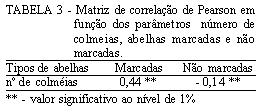 TABELA 3 - Matriz de correlação de Pearson em
função dos parâmetros número de
colmeias, abelhas marcadas e não
marcadas.
Tipos de abelhas Marcadas Não marcadas
nº de colméias 0,44 ** - 0,14 **
** - valor significativo ao nível de 1%